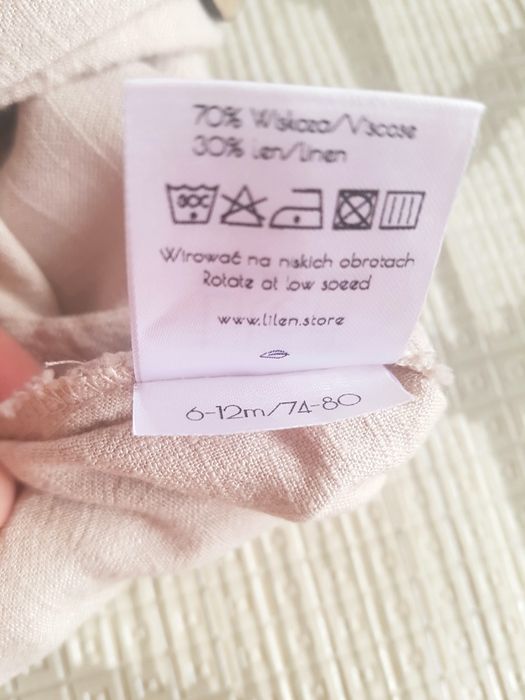 70% Wiskoza/Viscose
30% len/linen
30C
Wirować na niskich obrotach
Rotate at low speed
www.lilen.store
6-12m/74-80